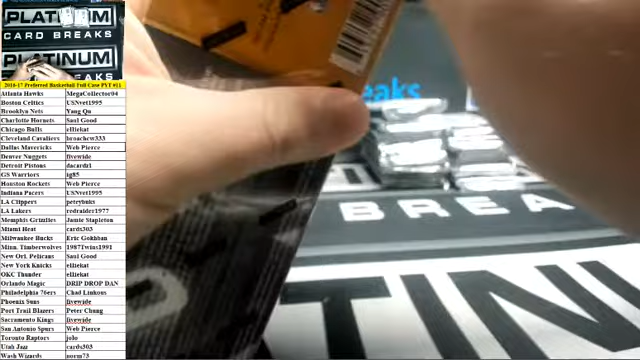 PLATINUM
CARD BREAKS
PLATINUM
2016-17 Preferred Basketball Full Case PYT #11
Atlanta Hawks MegaCollector04
Boston Celtics USNvet1995
Brooklyn Nets Yang Qu
Charlotte Hornets Saul Good
Chicago Bulls elliekat
Cleveland Cavaliers broachcw333
Dallas Mavericks Web Pierce
Denver Nuggets fivewide
Detroit Pistons dacardzl
GS Warriors ig85
Houston Rockets Web Pierce
Indiana Pacers USNvet1995
LA Clippers petrybuks
LA Lakers redraider1977
Memphis Grizzlies Jamie Stapleton
Miami Heat cards303
Milwaukee Bucks Eric Gokhban
Minn. Timberwolves 1987Twins1991
New Orl. Pelicans Saul Good
New York Knicks elliekat
OKC Thunder elliekat
Orlando Magic DRIP DROP DAN
Philadelphia 76ers Chad Linkous
Phoenix Suns fivewide
Port Trail Blazers Peter Chung
Sacramento Kings fivewide
San Antonio Spurs Web Pierce
Toronto Raptors jolo
Utah Jazz cards303
Wash Wizards norm73
eaks
BREA
TINU